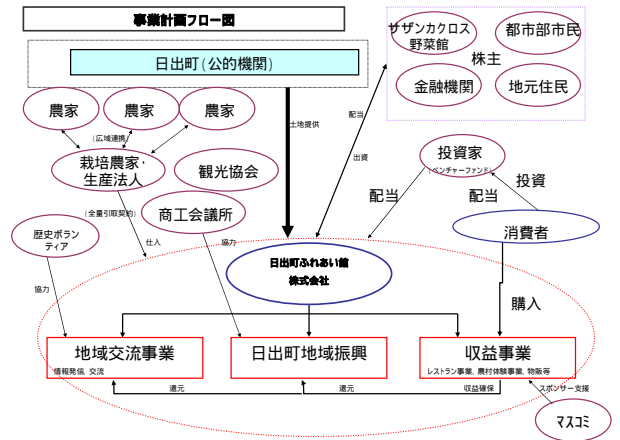 事業計画フロー図
日出町(公的機関)
サザンカクロス
野菜館
都市部市民
株主
金融機関
地元住民
農家
農家
農家
(広域連携)
栽培農家・
生産法人
観光協会
商工会議所
(全量引取契約)
歴史ボラン
ティア
協力
仕入
協力
土地提供
配当
出資
投資家
(ベンチャーファンド)
配当
配当
投資
消費者
購入
日出町ふれあい館
株式会社
地域交流事業
情報発信、交流
日出町地域振興
収益事業
レストラン事業、農村体験事業、物販等
還元
還元
収益確保
スポンサー支援
マスコミ